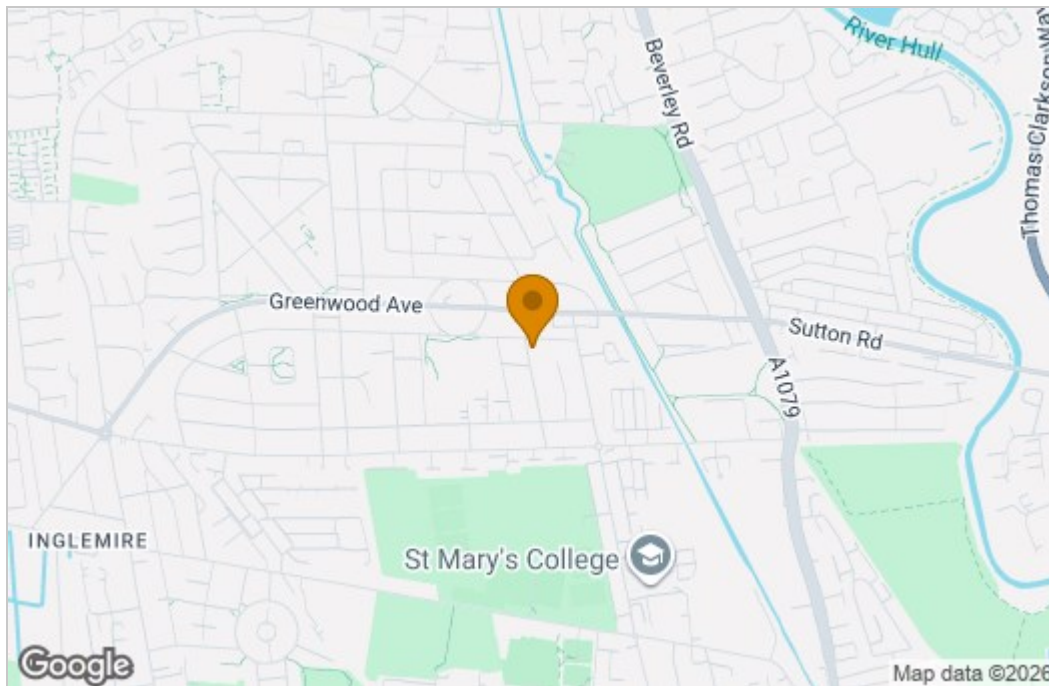 River Hull
Beverley Rd
Thomas Clarkson Way
Greenwood Ave
Sutton Rd
A1079
INGLEMIRE
St Mary's College
Google
Map data ©2026